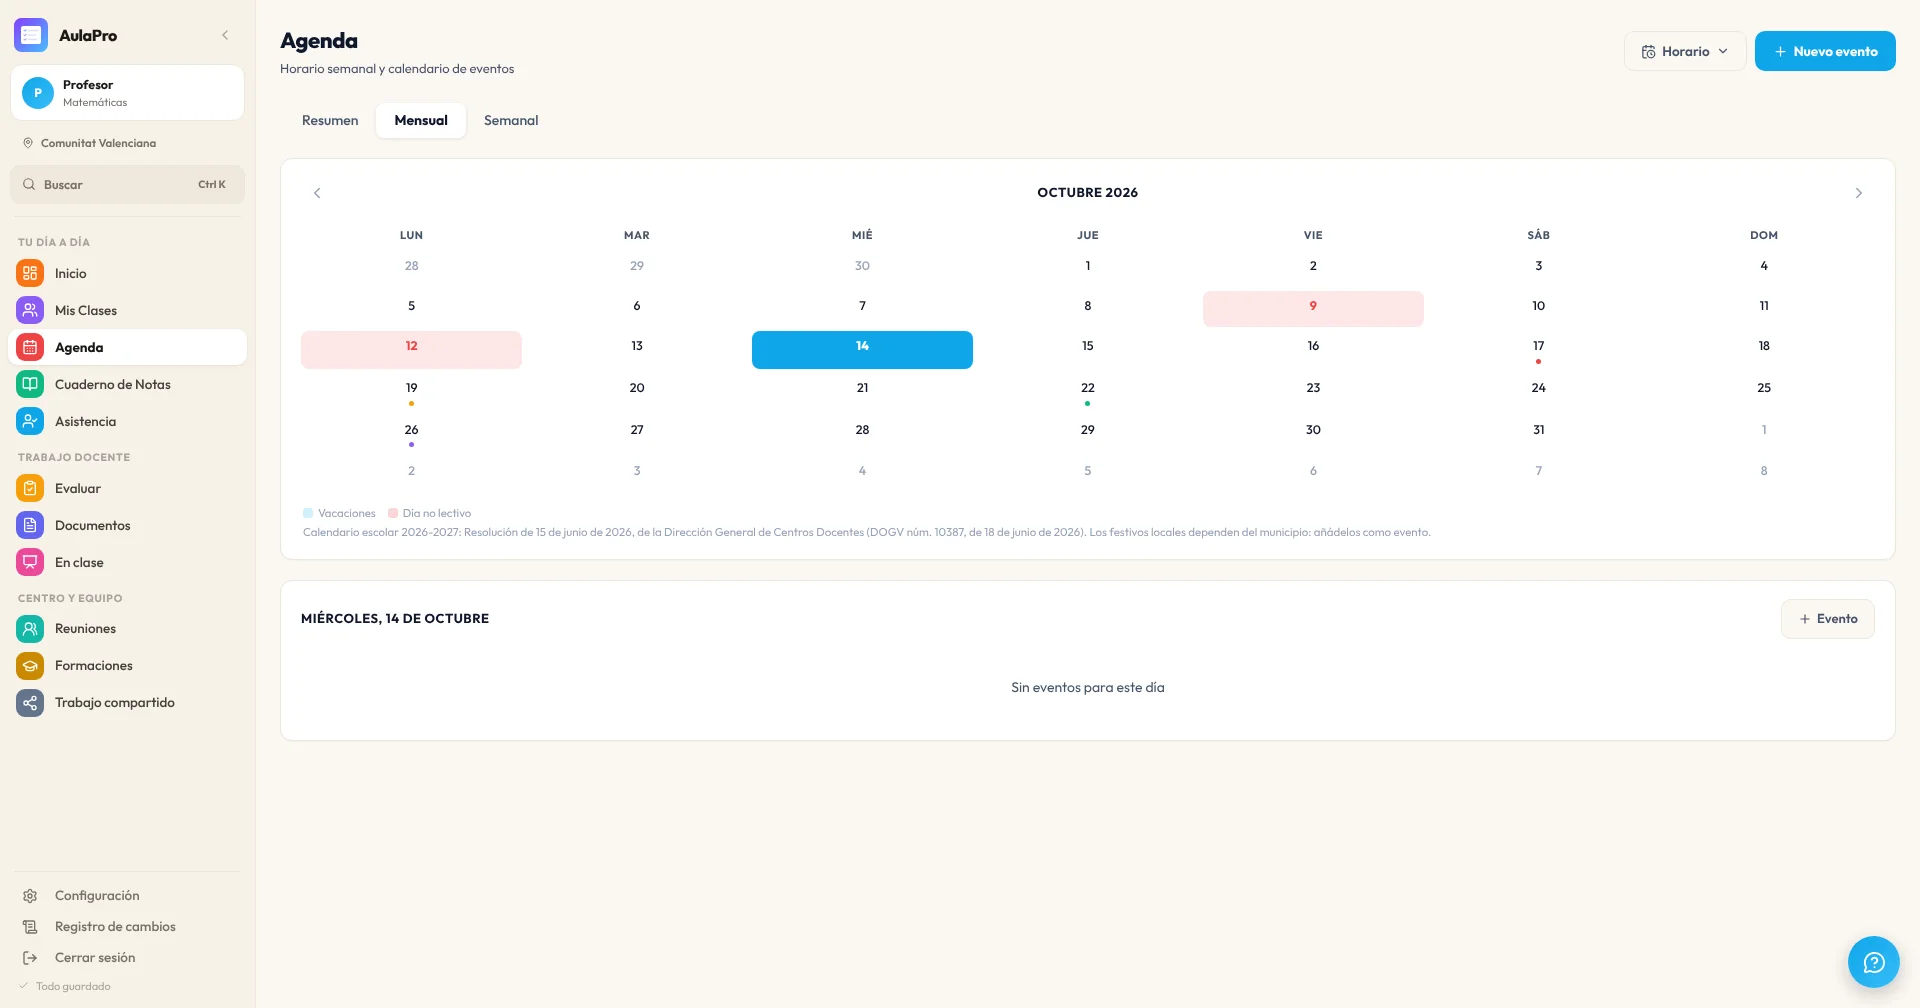 AulaPro
P
Profesor
Matemáticas
Comunitat Valenciana
Buscar Ctrl K
TU DÍA A DÍA
Inicio
Mis Clases
Agenda
Cuaderno de Notas
Asistencia
TRABAJO DOCENTE
Evaluar
Documentos
En clase
CENTRO Y EQUIPO
Reuniones
Formaciones
Trabajo compartido
Configuración
Registro de cambios
Cerrar sesión
Todo guardado
Agenda
Horario semanal y calendario de eventos
Horario
+ Nuevo evento
Resumen Mensual Semanal
OCTUBRE 2026
LUN MAR MIÉ JUE VIE SÁB DOM
28 29 30 1 2 3 4
5 6 7 8 9 10 11
12 13 14 15 16 17 18
19 20 21 22 23 24 25
26 27 28 29 30 31 1
2 3 4 5 6 7 8
Vacaciones Día no lectivo
Calendario escolar 2026-2027: Resolución de 15 de junio de 2026, de la Dirección General de Centros Docentes (DOGV núm. 10387, de 18 de junio de 2026). Los festivos locales dependen del municipio: añádelos como evento.
MIÉRCOLES, 14 DE OCTUBRE
+ Evento
Sin eventos para este día